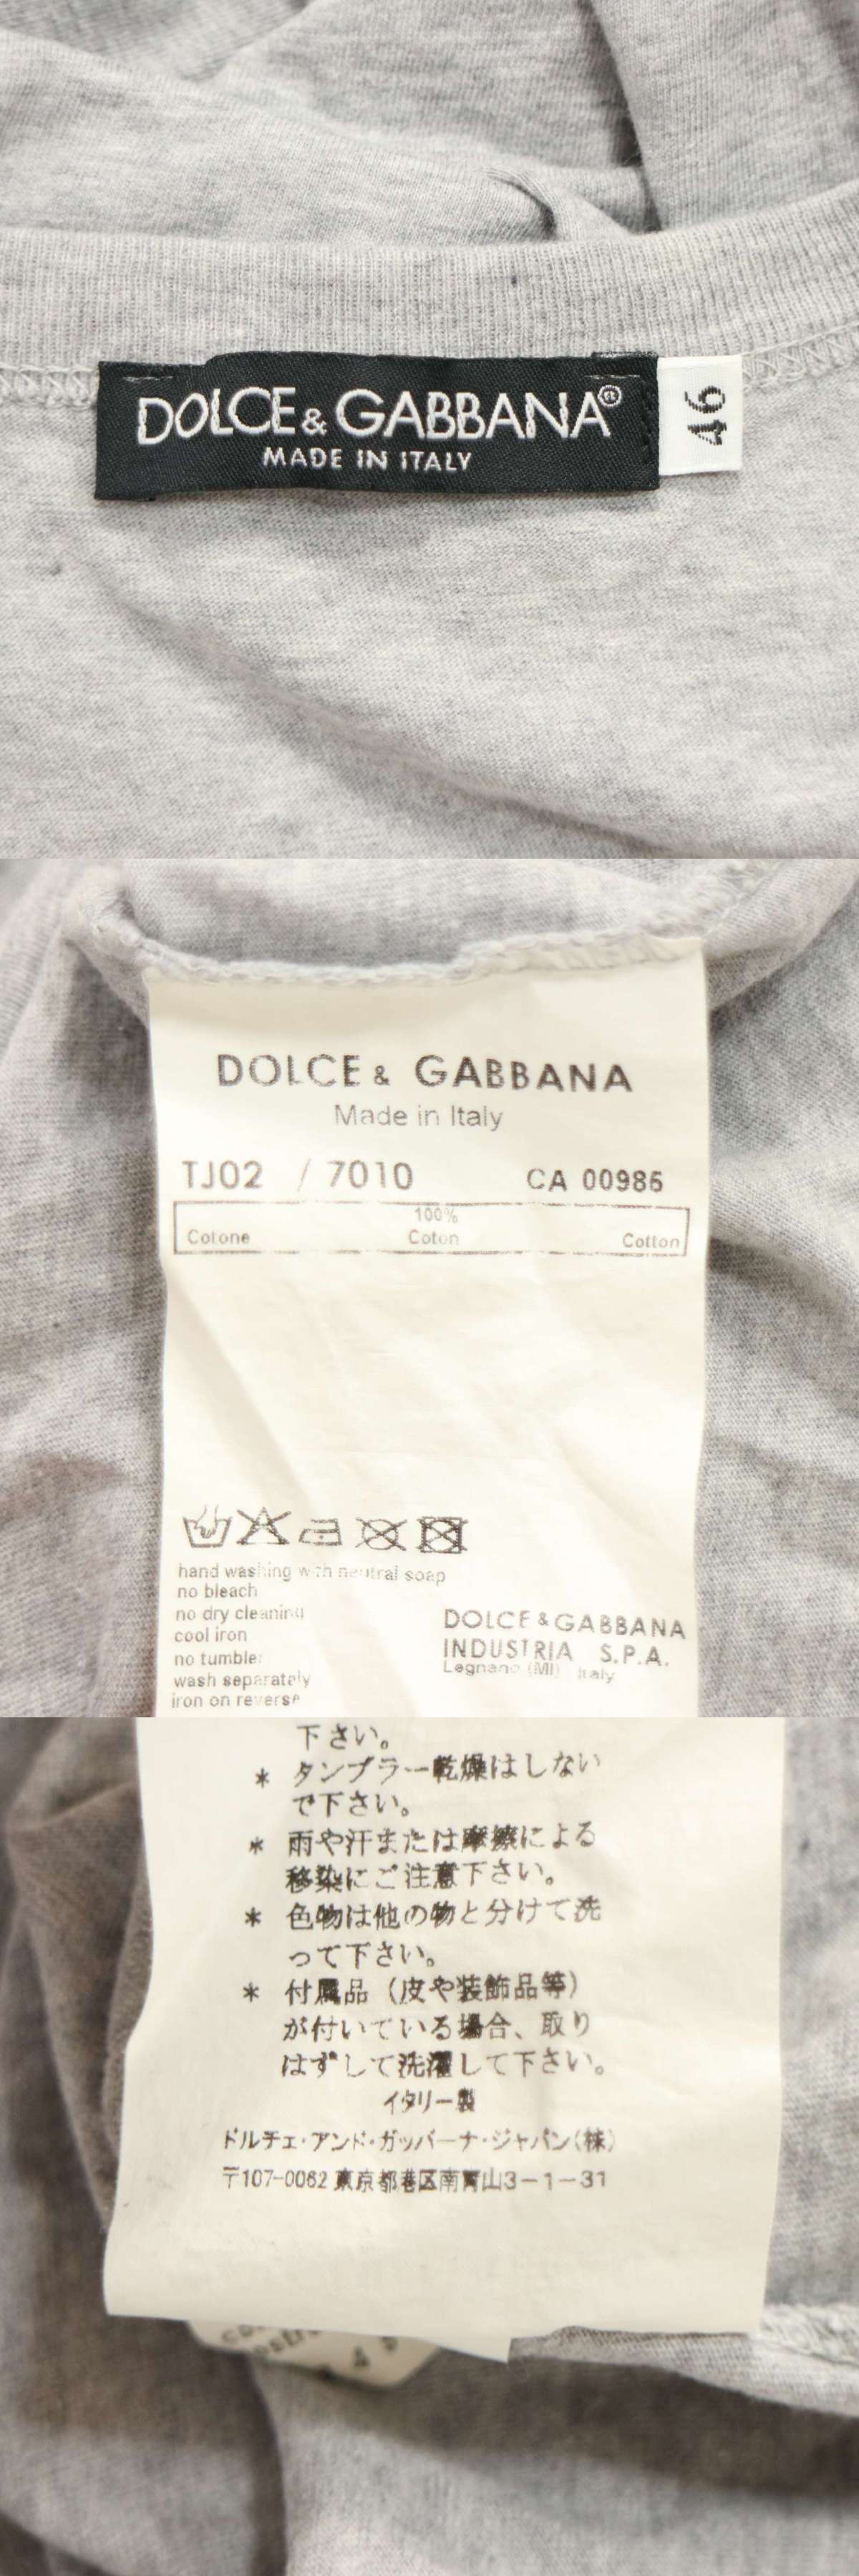 DOLCE & GABBANA®
MADE IN ITALY
46
DOLCE & GABBANA
Made in Italy
TJ02 / 7010 CA 00986
100%
Cotone Coton Cotton
hand washing with neutral soap
no bleach
no dry cleaning
cool iron
no tumbler
wash separately
iron on reverse
DOLCE & GABBANA
INDUSTRIA S.P.A.
Legnano (MI) Italy
下さい。
* タンブラー乾燥はしない
で下さい。
* 雨や汗または摩擦による
移染にご注意下さい。
* 色物は他の物と分けて洗
って下さい。
* 付属品（皮や装飾品等）
が付いている場合、取り
はずして洗濯して下さい。
イタリー製
ドルチェ・アンド・ガッバーナ・ジャパン（株）
〒107-0062 東京都港区南青山3-1-31